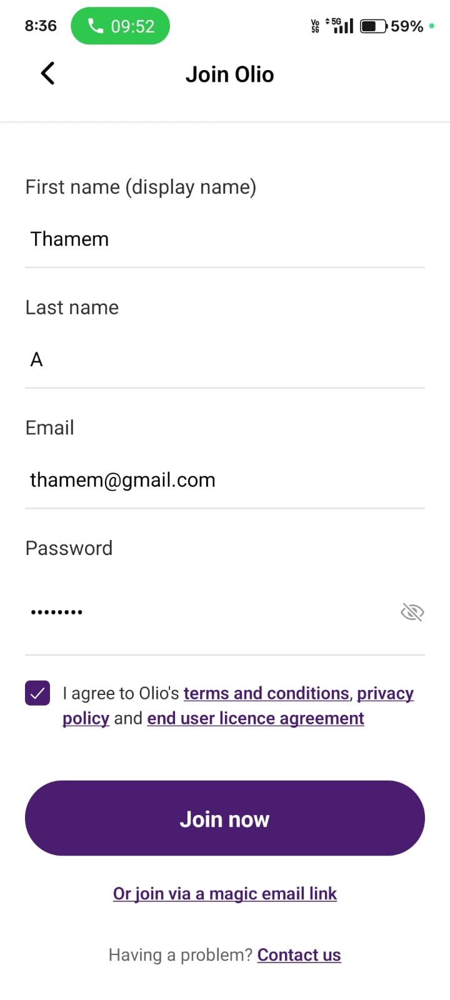 8:36 09:52 Vo 5G 5G 59%
Join Olio
First name (display name)
Thamem
Last name
A
Email
thamem@gmail.com
Password
••••••••
I agree to Olio's terms and conditions, privacy
policy and end user licence agreement
Join now
Or join via a magic email link
Having a problem? Contact us